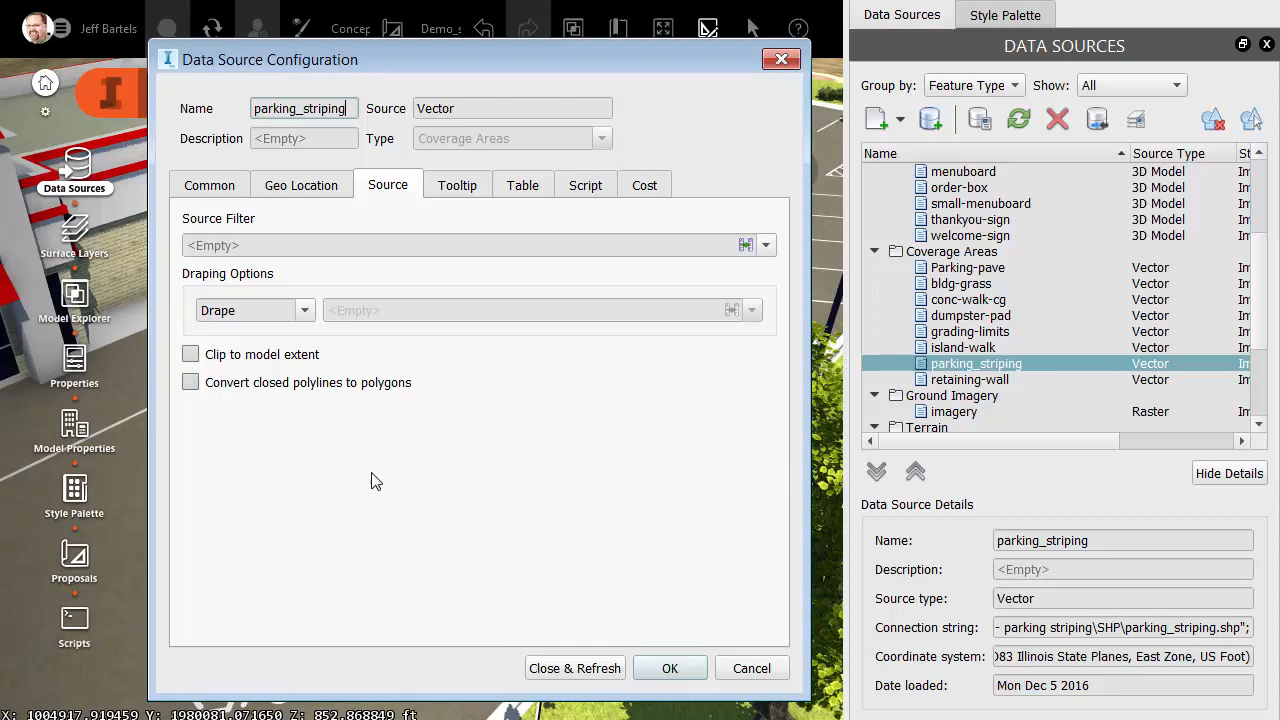 Jeff Bartels
Concep
Demo_s
Data Sources
Style Palette
DATA SOURCES
Group by:
Feature Type
Show:
All
Name
Source Type
St
menuboard
3D Model
Im
order-box
3D Model
Im
small-menuboard
3D Model
Im
thankyou-sign
3D Model
Im
welcome-sign
3D Model
Im
Coverage Areas
Parking-pave
Vector
Im
bldg-grass
Vector
Im
conc-walk-cg
Vector
Im
dumpster-pad
Vector
Im
grading-limits
Vector
Im
island-walk
Vector
Im
parking_striping
Vector
Im
retaining-wall
Vector
Im
Ground Imagery
imagery
Raster
Im
Terrain
Hide Details
Data Source Details
Name:
parking_striping
Description:
<Empty>
Source type:
Vector
Connection string:
- parking striping\SHP\parking_striping.shp";
Coordinate system:
)83 Illinois State Planes, East Zone, US Foot)
Date loaded:
Mon Dec 5 2016
Data Source Configuration
Name
parking_striping
Source
Vector
Description
<Empty>
Type
Coverage Areas
Common
Geo Location
Source
Tooltip
Table
Script
Cost
Source Filter
<Empty>
Draping Options
Drape
<Empty>
Clip to model extent
Convert closed polylines to polygons
Close & Refresh
OK
Cancel
Data Sources
Surface Layers
Model Explorer
Properties
Model Properties
Style Palette
Proposals
Scripts
X: 1004917.919459 Y: 1980081.071650 Z: 852.868849 ft